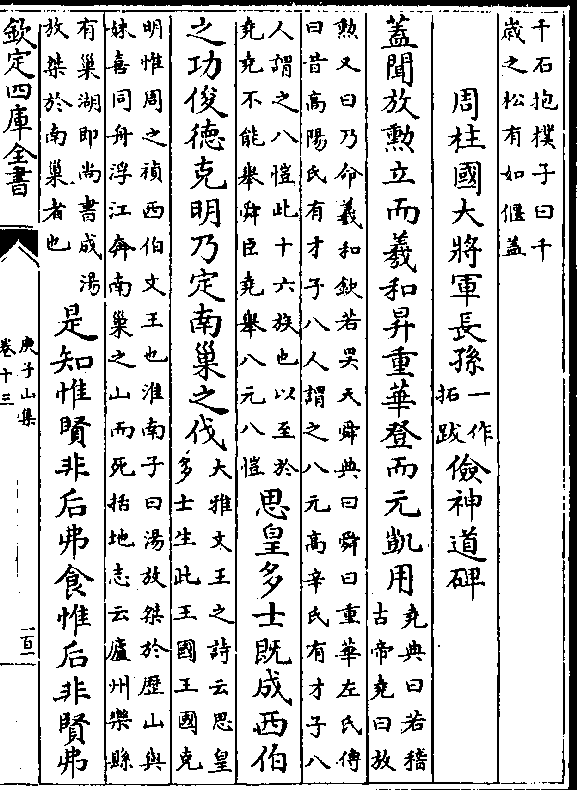 千石抱樸子曰千
歳之松有如偃蓋
周柱國大將軍長孫一作拓跋儉神道碑
蓋聞放勲立而羲和昇重華登而元凱用堯典曰若稽
古帝堯曰放
勲又曰乃命羲和欽若昊天舜典曰舜曰重華左氏傳
曰昔高陽氏有才子八人謂之八元高辛氏有才子八
人謂之八愷此十六族也以至於
堯堯不能舉舜臣堯舉八元八愷思皇多士既成西伯
之功俊德克明乃定南巢之伐大雅文王之詩云思皇
多士生此王國王國克
明惟周之禎西伯文王也淮南子曰湯放桀於歴山與
妹喜同舟浮江奔南巢之山而死括地志云廬州樂縣
有巢湖即尚書成湯
放桀於南巢者也是知惟賢非后弗食惟后非賢弗
欽定四庫全書
庾子山集
卷十三